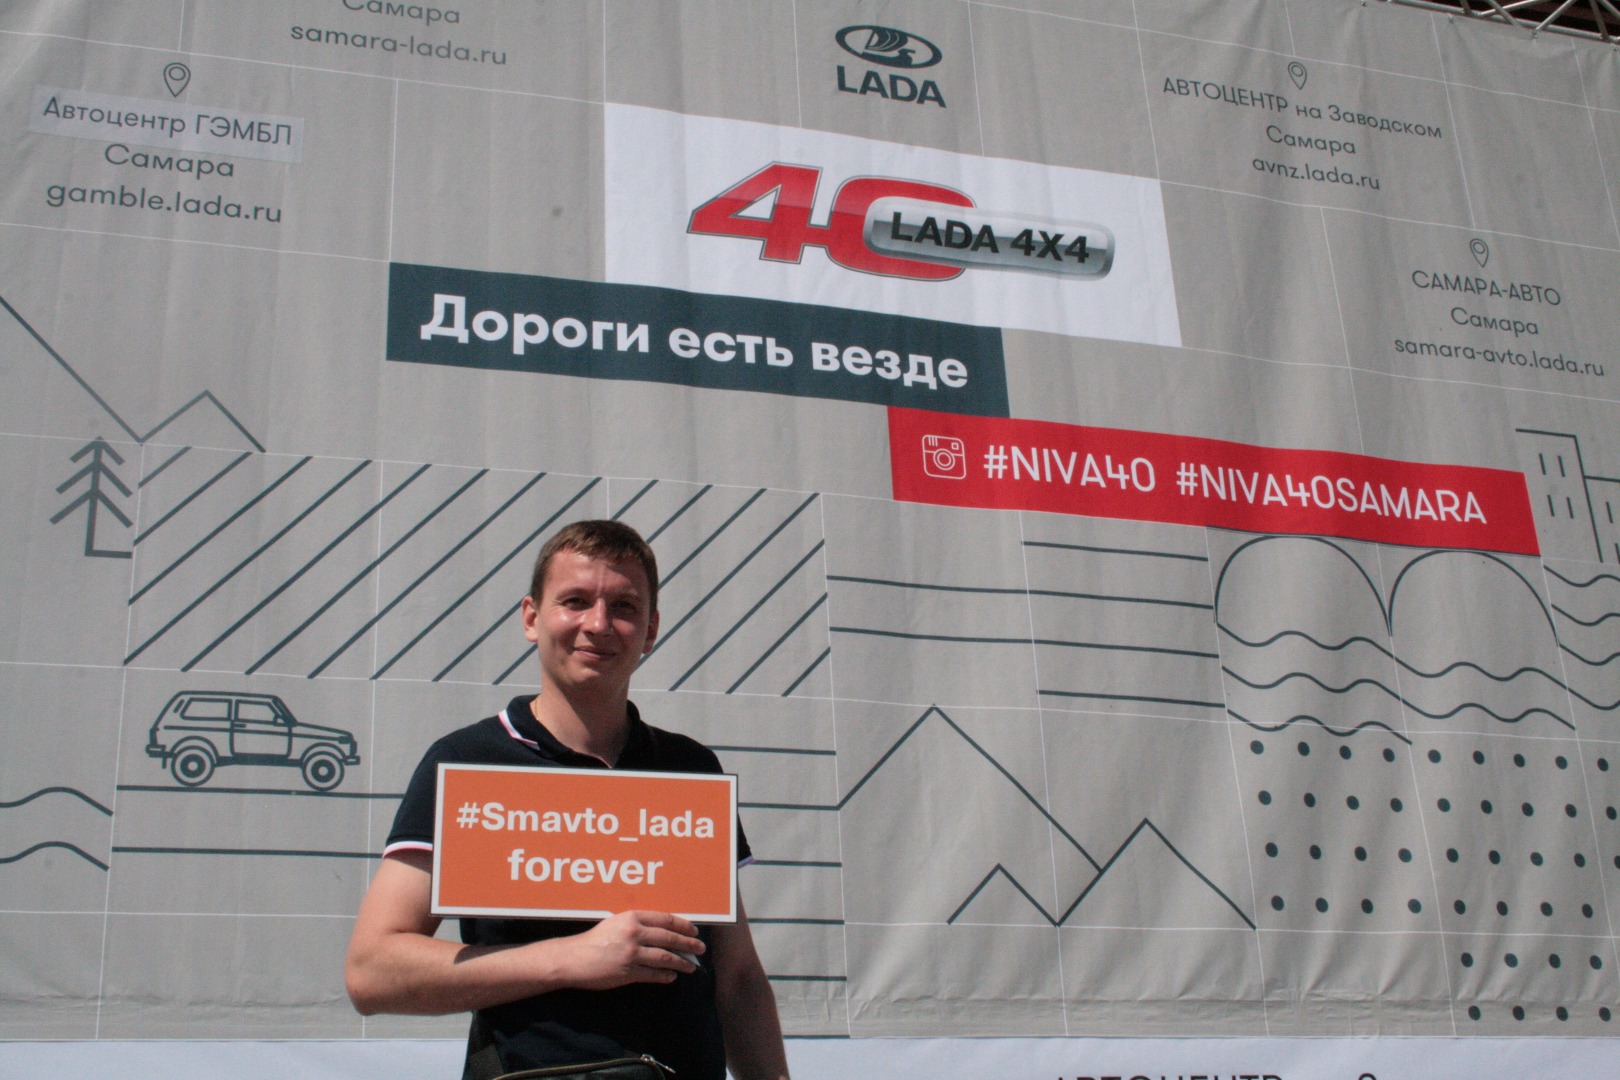 Самара
samara-lada.ru
Автоцентр ГЭМБЛ
Самара
gamble.lada.ru
LADA
40 LADA 4X4
Дороги есть везде
#NIVA40 #NIVA40SAMARA
АВТОЦЕНТР на Заводском
Самара
avnz.lada.ru
САМАРА-АВТО
Самара
samara-avto.lada.ru
#Smavto_lada
forever